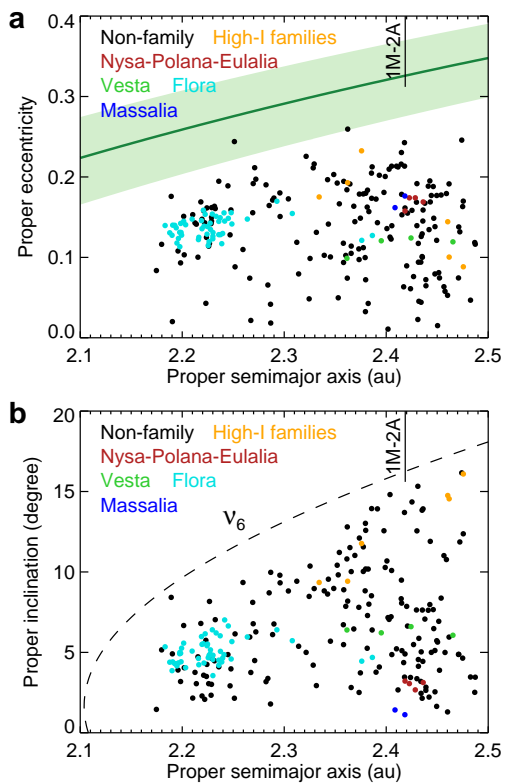 a
0.4
0.3
0.2
0.1
0.0
Proper eccentricity
Non-family High-I families
Nysa-Polana-Eulalia
Vesta Flora
Massalia
1M-2A
2.1 2.2 2.3 2.4 2.5
Proper semimajor axis (au)
b
20
15
10
5
0
Proper inclination (degree)
Non-family High-I families
Nysa-Polana-Eulalia
Vesta Flora
Massalia
1M-2A
ν6
2.1 2.2 2.3 2.4 2.5
Proper semimajor axis (au)